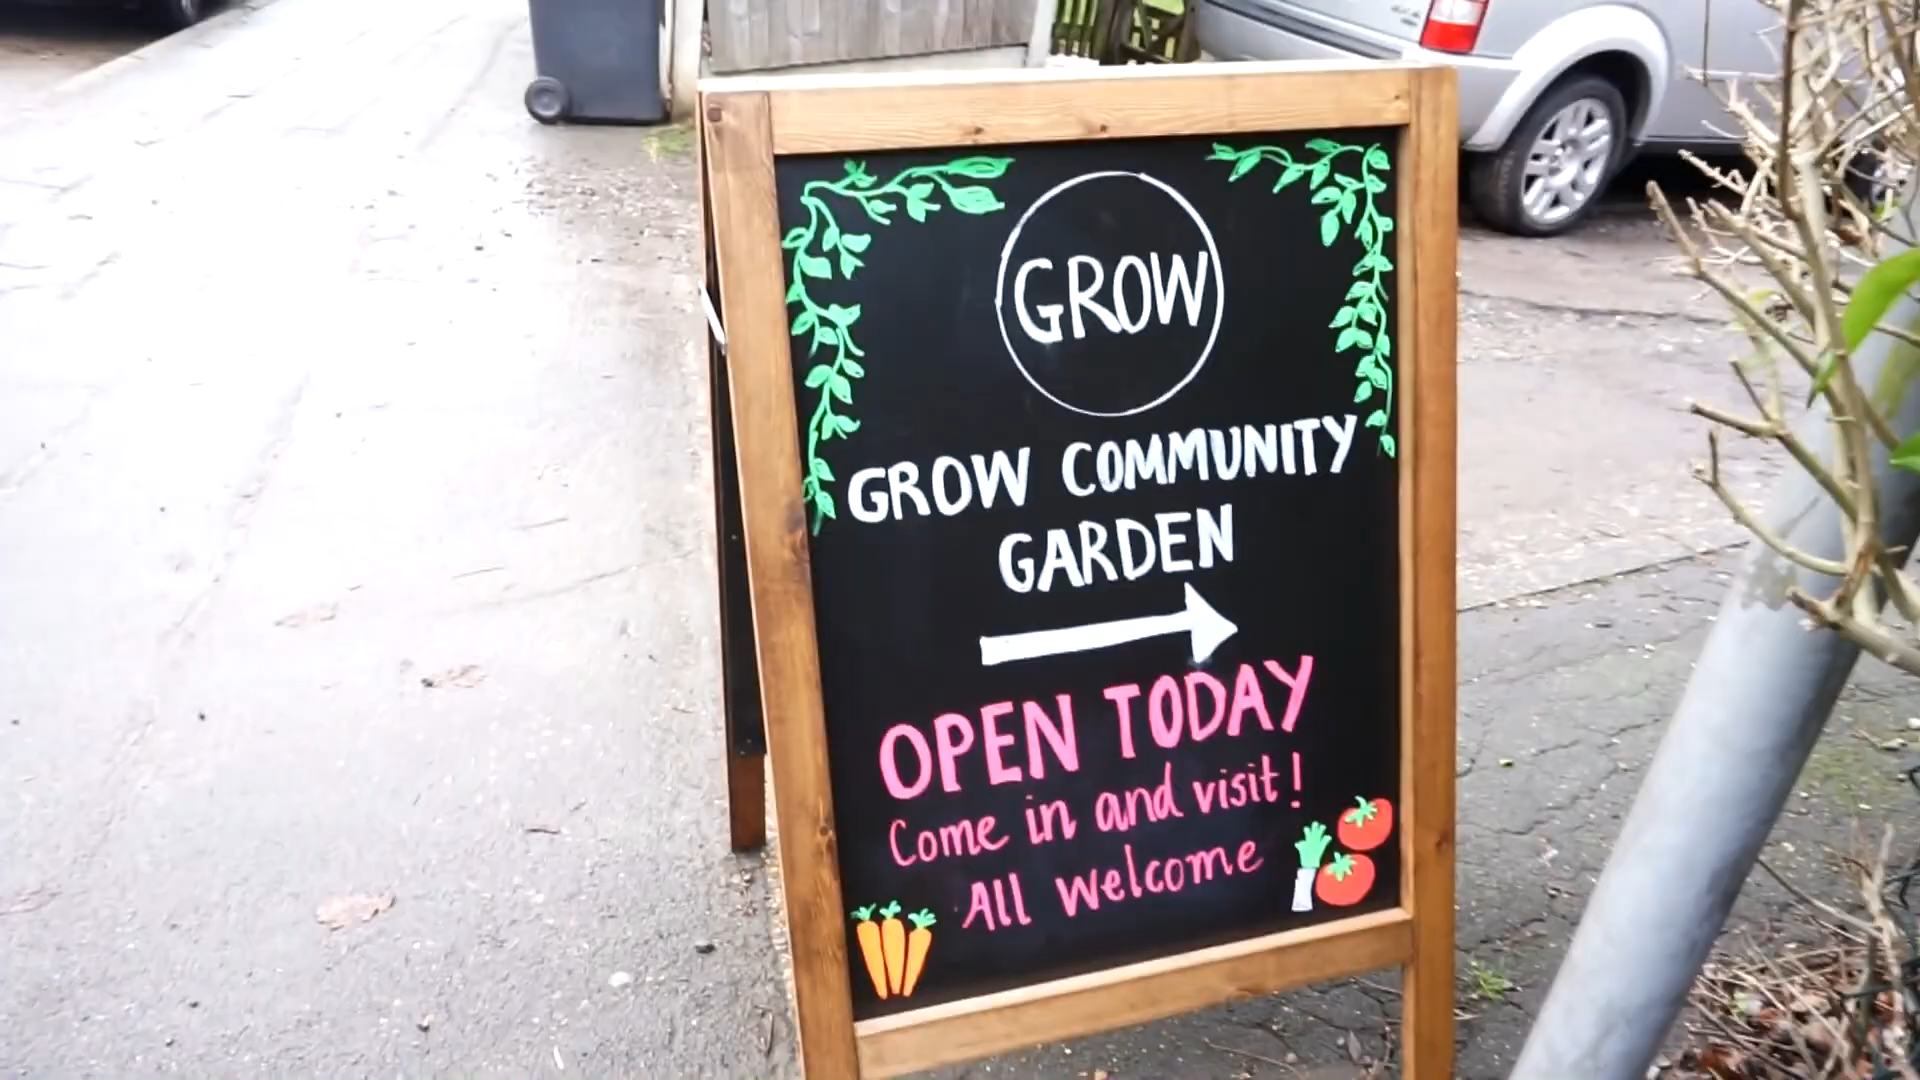 GROW
GROW COMMUNITY
GARDEN
OPEN TODAY
Come in and visit!
All welcome